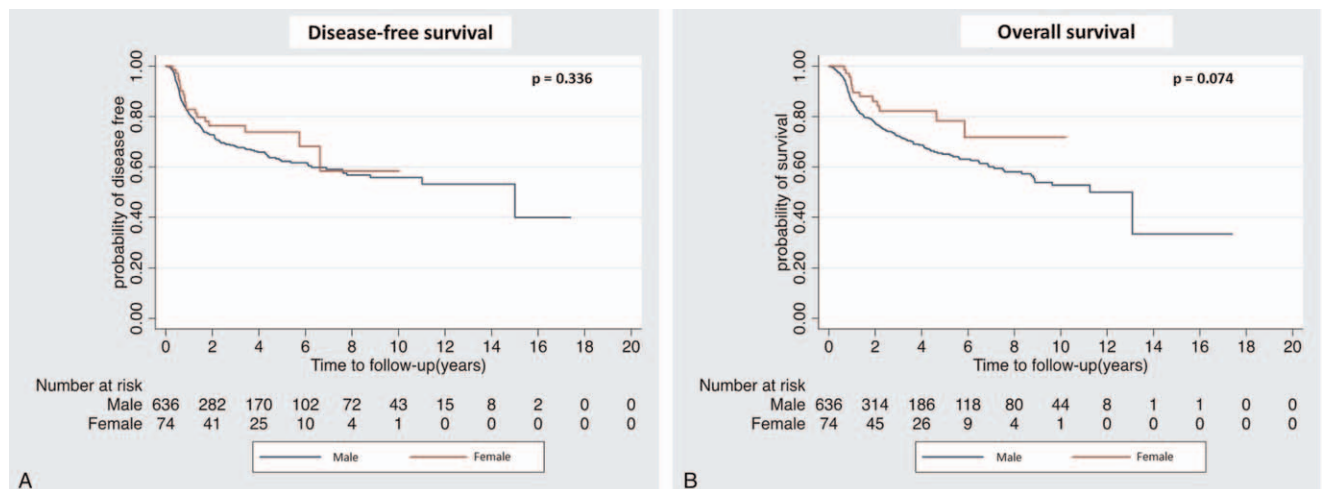 Disease-free survival
p = 0.336
probability of disease free
1.00
0.80
0.60
0.40
0.20
0.00
0 2 4 6 8 10 12 14 16 18 20
Time to follow-up(years)
Number at risk
Male 636 282 170 102 72 43 15 8 2 0 0
Female 74 41 25 10 4 1 0 0 0 0 0
Male Female
A
Overall survival
p = 0.074
probability of survival
1.00
0.80
0.60
0.40
0.20
0.00
0 2 4 6 8 10 12 14 16 18 20
Time to follow-up(years)
Number at risk
Male 636 314 186 118 80 44 8 1 1 0 0
Female 74 45 26 9 4 1 0 0 0 0 0
Male Female
B